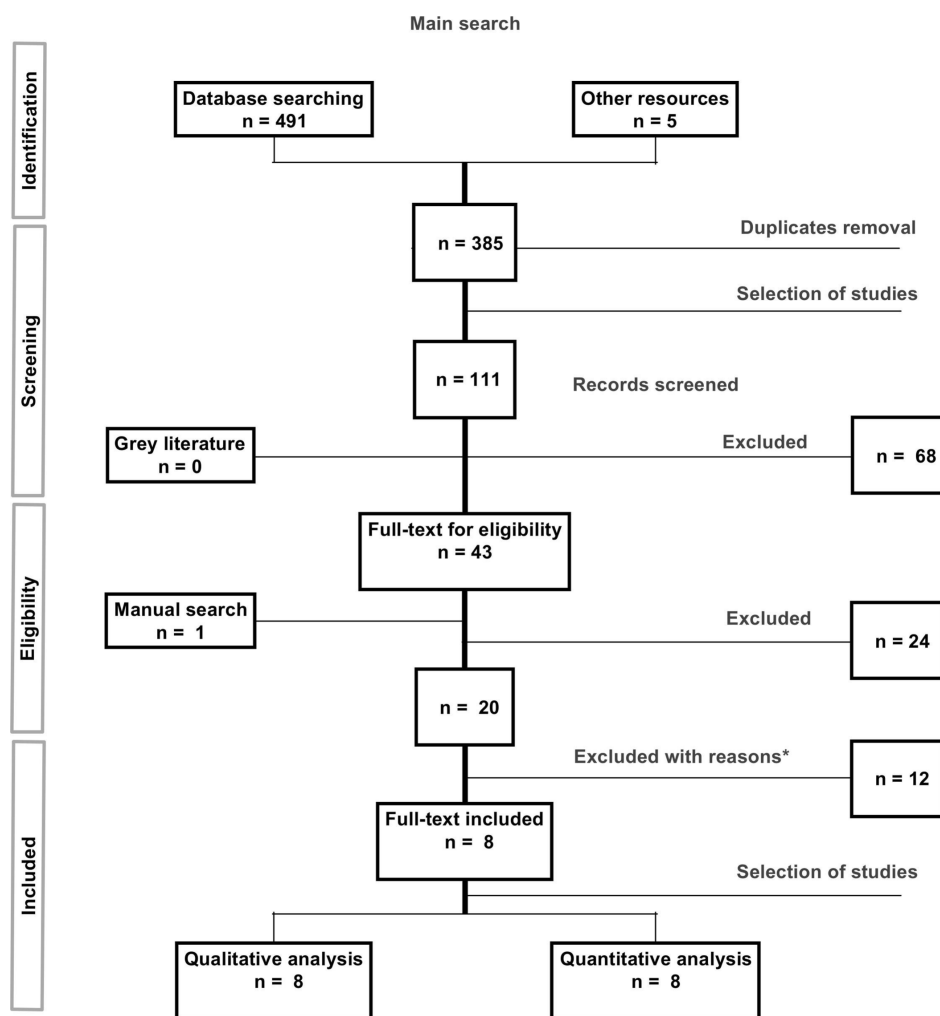 Main search
Identification
Database searching
n = 491
Other resources
n = 5
n = 385
Duplicates removal
Selection of studies
Screening
n = 111
Records screened
Grey literature
n = 0
Excluded
n = 68
Full-text for eligibility
n = 43
Eligibility
Manual search
n = 1
Excluded
n = 24
n = 20
Excluded with reasons*
n = 12
Included
Full-text included
n = 8
Selection of studies
Qualitative analysis
n = 8
Quantitative analysis
n = 8